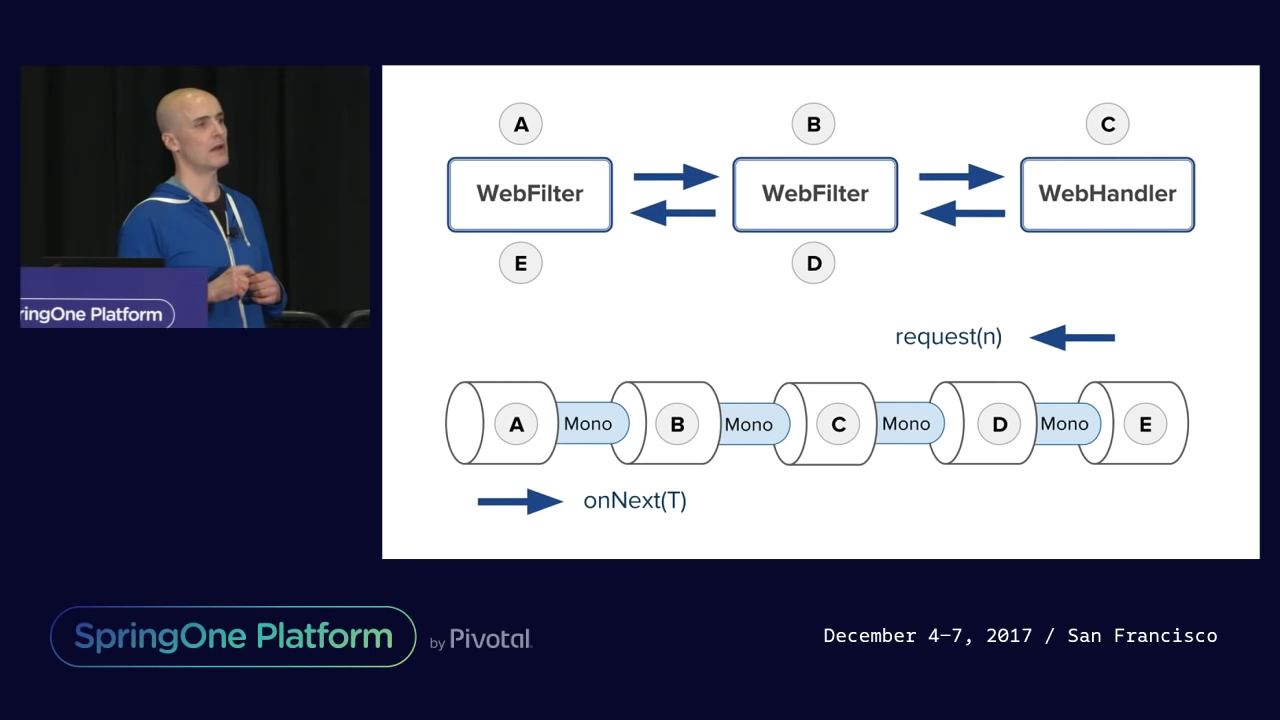 A
B
C
WebFilter
WebFilter
WebHandler
E
D
request(n)
A
Mono
B
Mono
C
Mono
D
Mono
E
onNext(T)
ringOne Platform
SpringOne Platform
by Pivotal.
December 4–7, 2017 / San Francisco